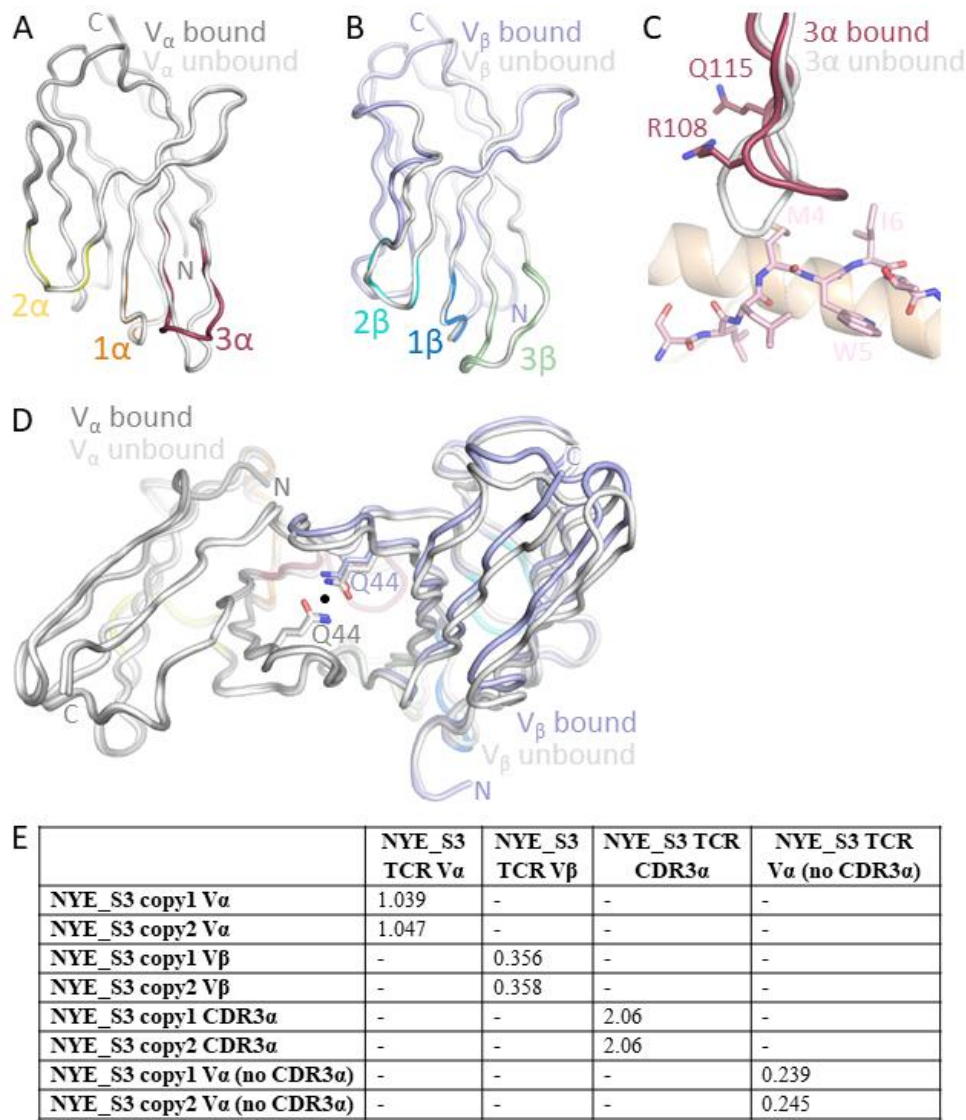 A
C
Vα bound
Vα unbound
N
2α
1α
3α
B
C
Vβ bound
Vβ unbound
N
2β
1β
3β
C
3α bound
3α unbound
Q115
R108
M4
I6
W5
D
Vα bound
Vα unbound
N
C
Q44
Q44
C
Vβ bound
Vβ unbound
N
E
NYE_S3 TCR Vα NYE_S3 TCR Vβ NYE_S3 TCR CDR3α NYE_S3 TCR Vα (no CDR3α)
NYE_S3 copy1 Vα 1.039 - - -
NYE_S3 copy2 Vα 1.047 - - -
NYE_S3 copy1 Vβ - 0.356 - -
NYE_S3 copy2 Vβ - 0.358 - -
NYE_S3 copy1 CDR3α - - 2.06 -
NYE_S3 copy2 CDR3α - - 2.06 -
NYE_S3 copy1 Vα (no CDR3α) - - - 0.239
NYE_S3 copy2 Vα (no CDR3α) - - - 0.245